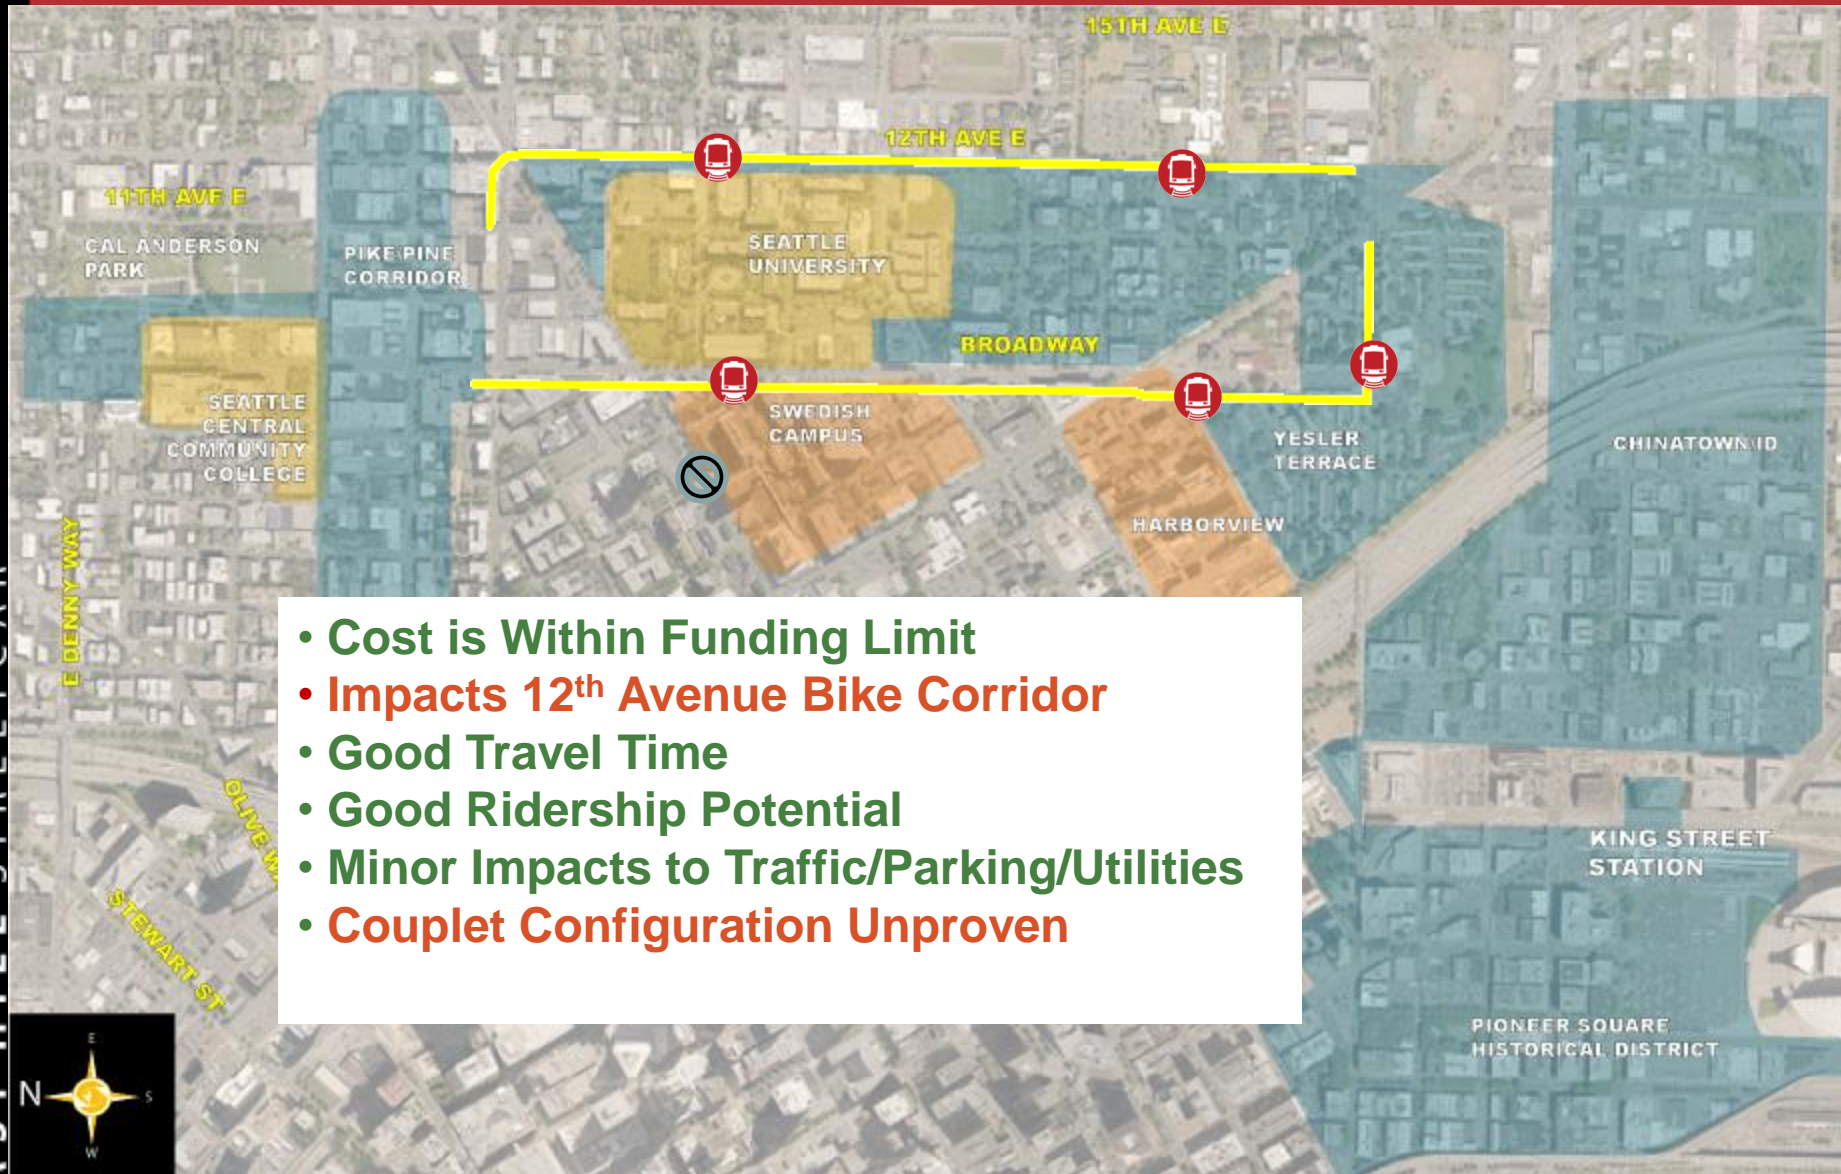 15TH AVE E
12TH AVE E
11TH AVE E
CAL ANDERSON
PARK
PIKE PINE
CORRIDOR
SEATTLE
UNIVERSITY
BROADWAY
SEATTLE
CENTRAL
COMMUNITY
COLLEGE
SWEDISH
CAMPUS
YESLER
TERRACE
CHINATOWN ID
HARBORVIEW
E DENNY WAY
• Cost is Within Funding Limit
• Impacts 12th Avenue Bike Corridor
• Good Travel Time
• Good Ridership Potential
• Minor Impacts to Traffic/Parking/Utilities
• Couplet Configuration Unproven
OLIVE
STEWART ST
KING STREET
STATION
PIONEER SQUARE
HISTORICAL DISTRICT
E
N
S
W